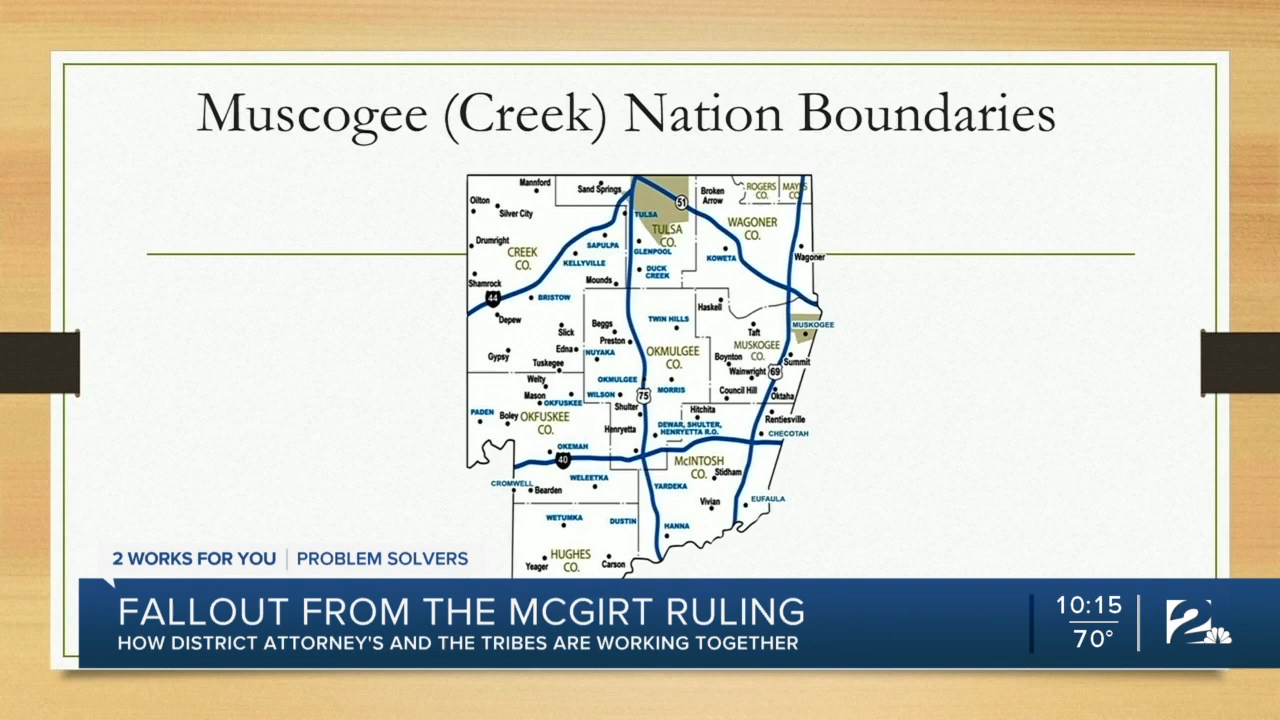 Muscogee (Creek) Nation Boundaries
Mannford
Sand Springs
Broken
Arrow
ROGERS
CO.
MAYES
CO.
Oilton
Silver City
51
TULSA
TULSA
CO.
WAGONER
CO.
Drumright
CREEK
CO.
SAPULPA
GLENPOOL
KELLYVILLE
KOWETA
Wagoner
DUCK
CREEK
Shamrock
Mounds
44
BRISTOW
Haskell
Depew
Slick
Beggs
TWIN HILLS
Taft
MUSKOGEE
Preston
Gypsy
Edna
NUYAKA
OKMULGEE
CO.
MUSKOGEE
CO.
Boynton
Summit
Tuskegee
Wainwright
69
Welty
OKMULGEE
MORRIS
Council Hill
Oktaha
Mason
OKFUSKEE
WILSON
75
Shulter
Hitchita
PADEN
Boley
OKFUSKEE
CO.
Henryetta
DEWAR, SHULTER,
HENRYETTA R.O.
Rentiesville
CHECOTAH
OKEMAH
40
McINTOSH
CO.
Stidham
CROMWELL
Bearden
WELEETKA
YARDEKA
Vivian
EUFAULA
WETUMKA
DUSTIN
HANNA
HUGHES
CO.
Yeager
Carson
2 WORKS FOR YOU | PROBLEM SOLVERS
FALLOUT FROM THE MCGIRT RULING
HOW DISTRICT ATTORNEY'S AND THE TRIBES ARE WORKING TOGETHER
10:15
70°
2